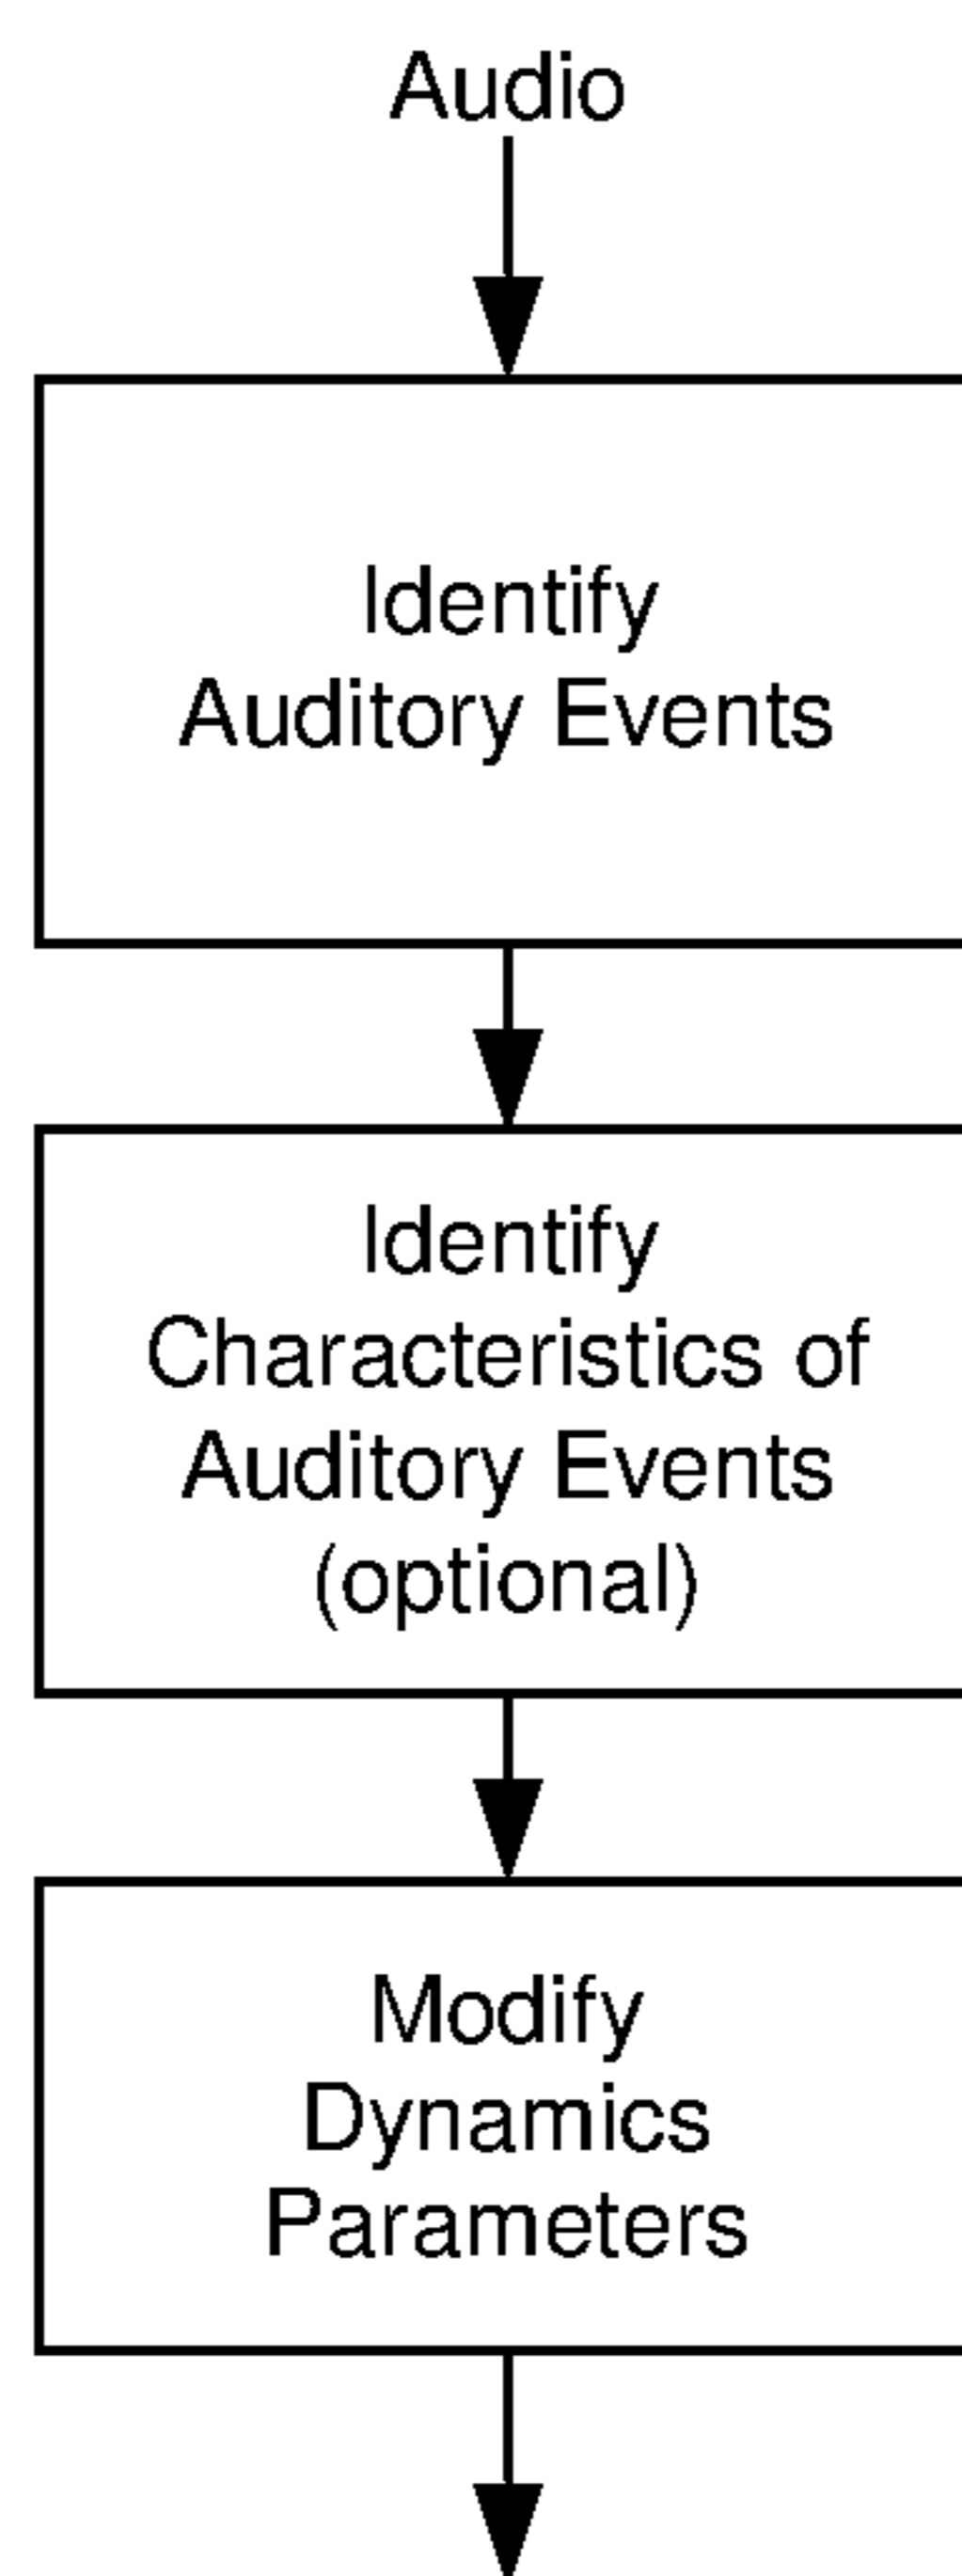 Audio
Identify
Auditory Events
Identify
Characteristics of
Auditory Events
(optional)
Modify
Dynamics
Parameters